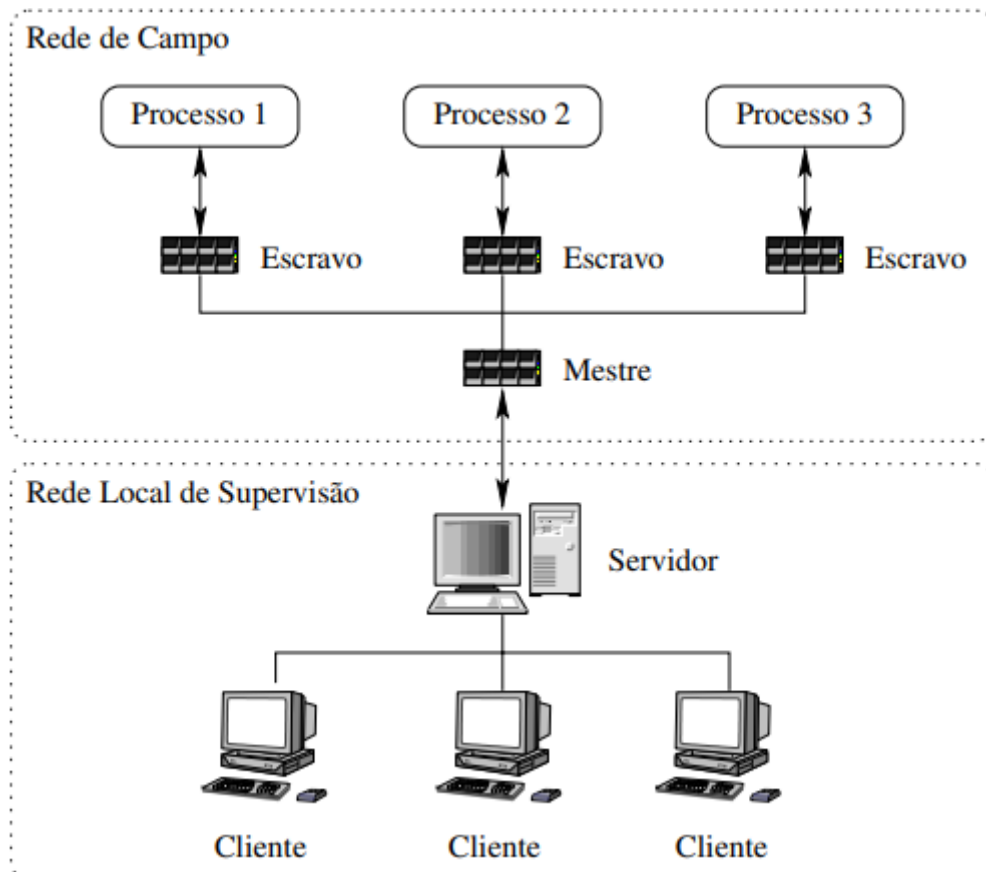 Rede de Campo
Processo 1
Processo 2
Processo 3
Escravo
Escravo
Escravo
Mestre
Rede Local de Supervisão
Servidor
Cliente
Cliente
Cliente